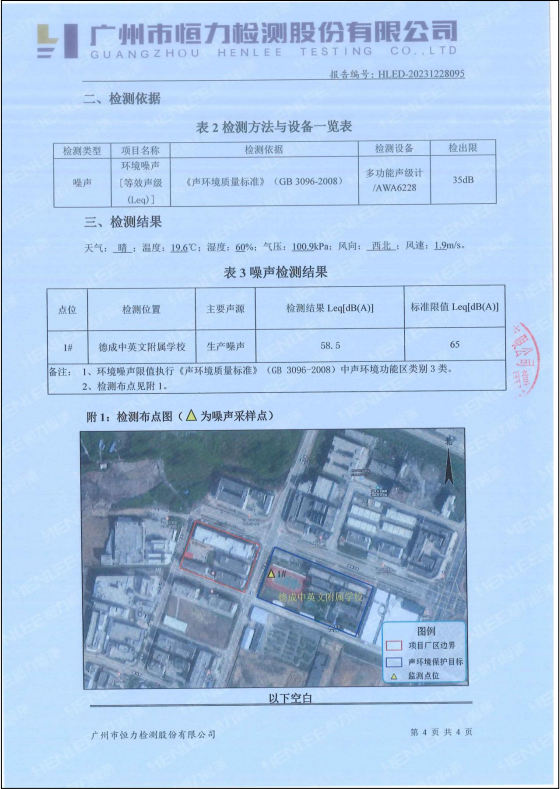 广州市恒力检测股份有限公司
GUANGZHOU HENLEE TESTING CO.,LTD
报告编号: HLED-20231228095
二、检测依据
表 2 检测方法与设备一览表
检测类型 项目名称 检测依据 检测设备 检出限
噪声 环境噪声[等效声级(Leq)] 《声环境质量标准》（GB 3096-2008） 多功能声级计/AWA6228 35dB
三、检测结果
天气: 晴 ; 温度: 19.6℃; 湿度: 60%; 气压: 100.9kPa; 风向: 西北 ; 风速: 1.9m/s。
表 3 噪声检测结果
点位 检测位置 主要声源 检测结果 Leq[dB(A)] 标准限值 Leq[dB(A)]
1# 德成中英文附属学校 生产噪声 58.5 65
备注: 1、环境噪声限值执行《声环境质量标准》（GB 3096-2008）中声环境功能区类别 3 类。
2、检测布点见附 1。
附 1: 检测布点图（△ 为噪声采样点）
北
1#
德成中英文附属学校
图例
项目厂区边界
声环境保护目标
监测点位
以下空白
广州市恒力检测股份有限公司
第 4 页 共 4 页